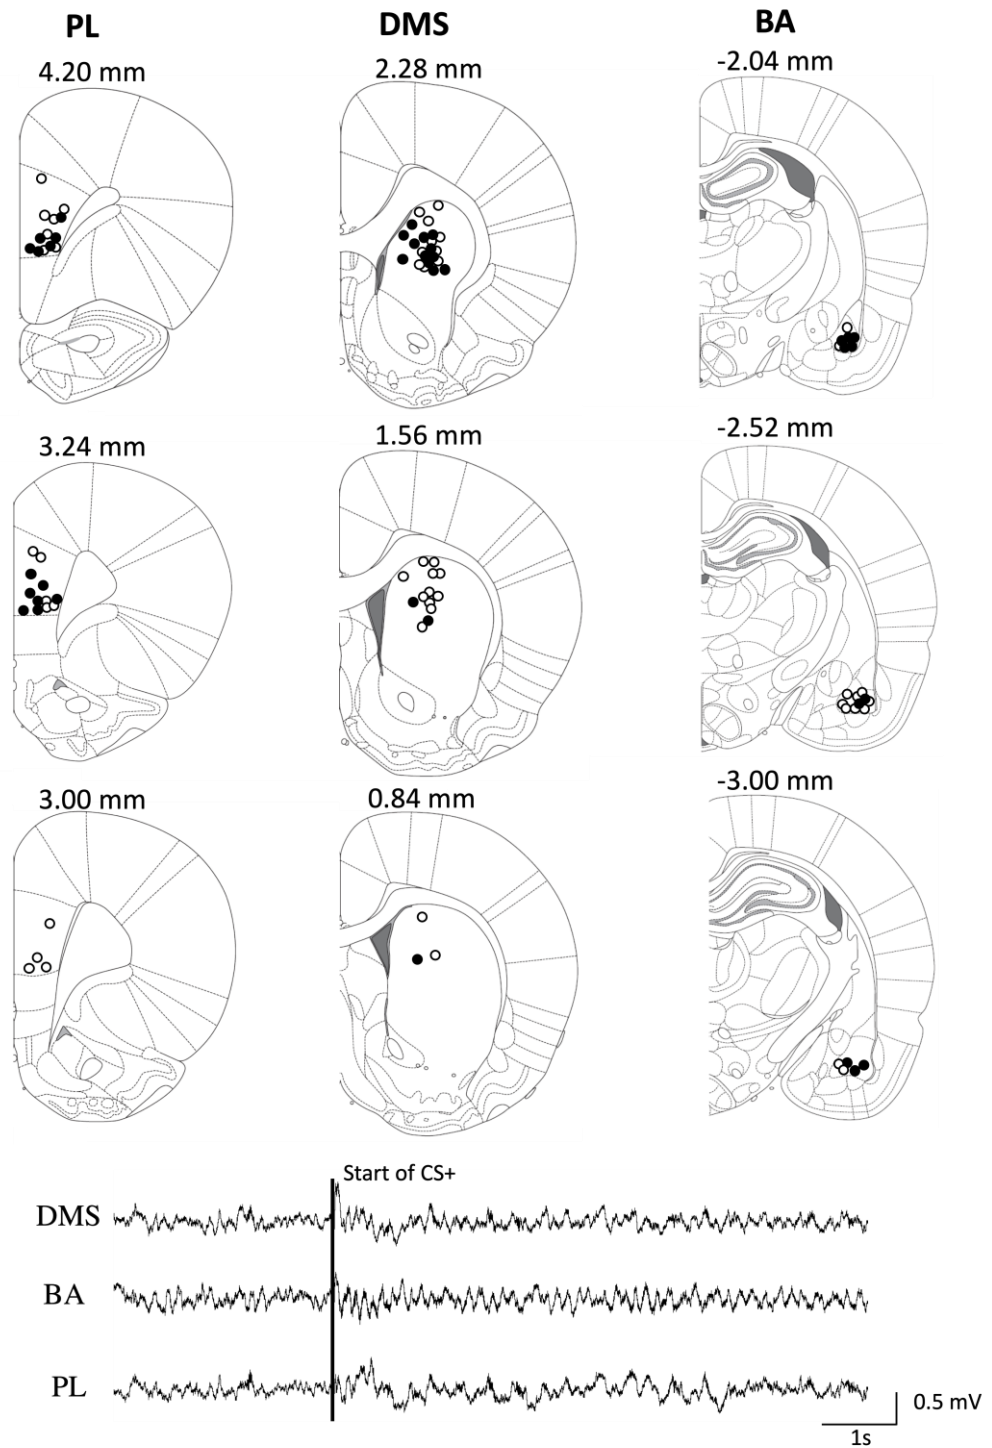 PL DMS BA
4.20 mm 2.28 mm -2.04 mm
3.24 mm 1.56 mm -2.52 mm
3.00 mm 0.84 mm -3.00 mm
Start of CS+
DMS
BA
PL
0.5 mV
1s